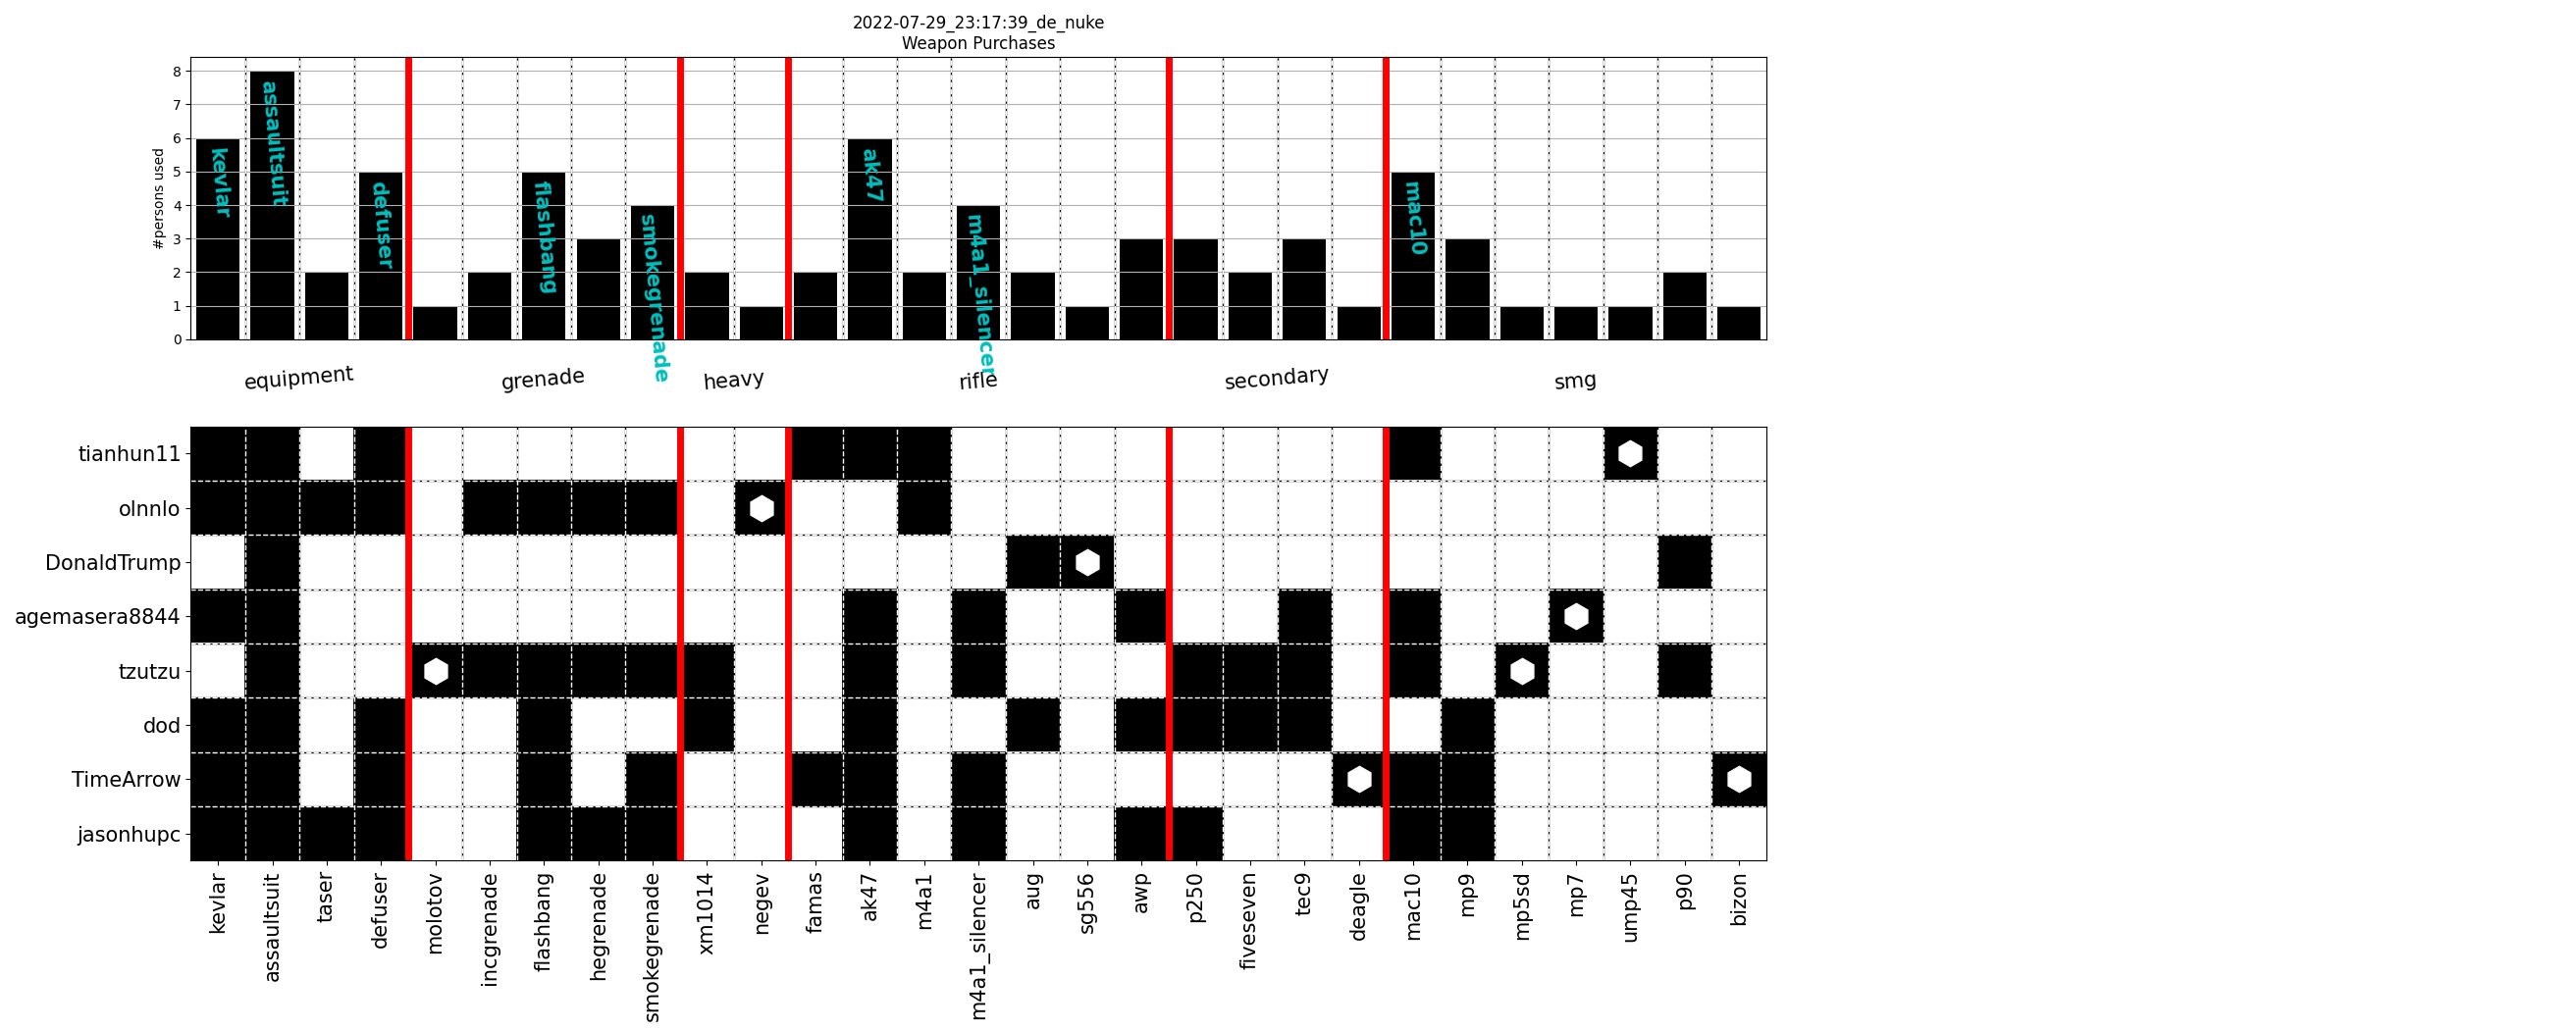 2022-07-29_23:17:39_de_nuke
Weapon Purchases
#persons used
8
7
6
5
4
3
2
1
0
kevlar
assaultsuit
defuser
flashbang
smokegrenade
ak47
m4a1_silencer
mac10
equipment
grenade
heavy
rifle
secondary
smg
tianhun11
olnnlo
DonaldTrump
agemasera8844
tzutzu
dod
TimeArrow
jasonhupc
kevlar
assaultsuit
taser
defuser
molotov
incgrenade
flashbang
hegrenade
smokegrenade
xm1014
negev
famas
ak47
m4a1
m4a1_silencer
aug
sg556
awp
p250
fiveseven
tec9
deagle
mac10
mp9
mp5sd
mp7
ump45
p90
bizon